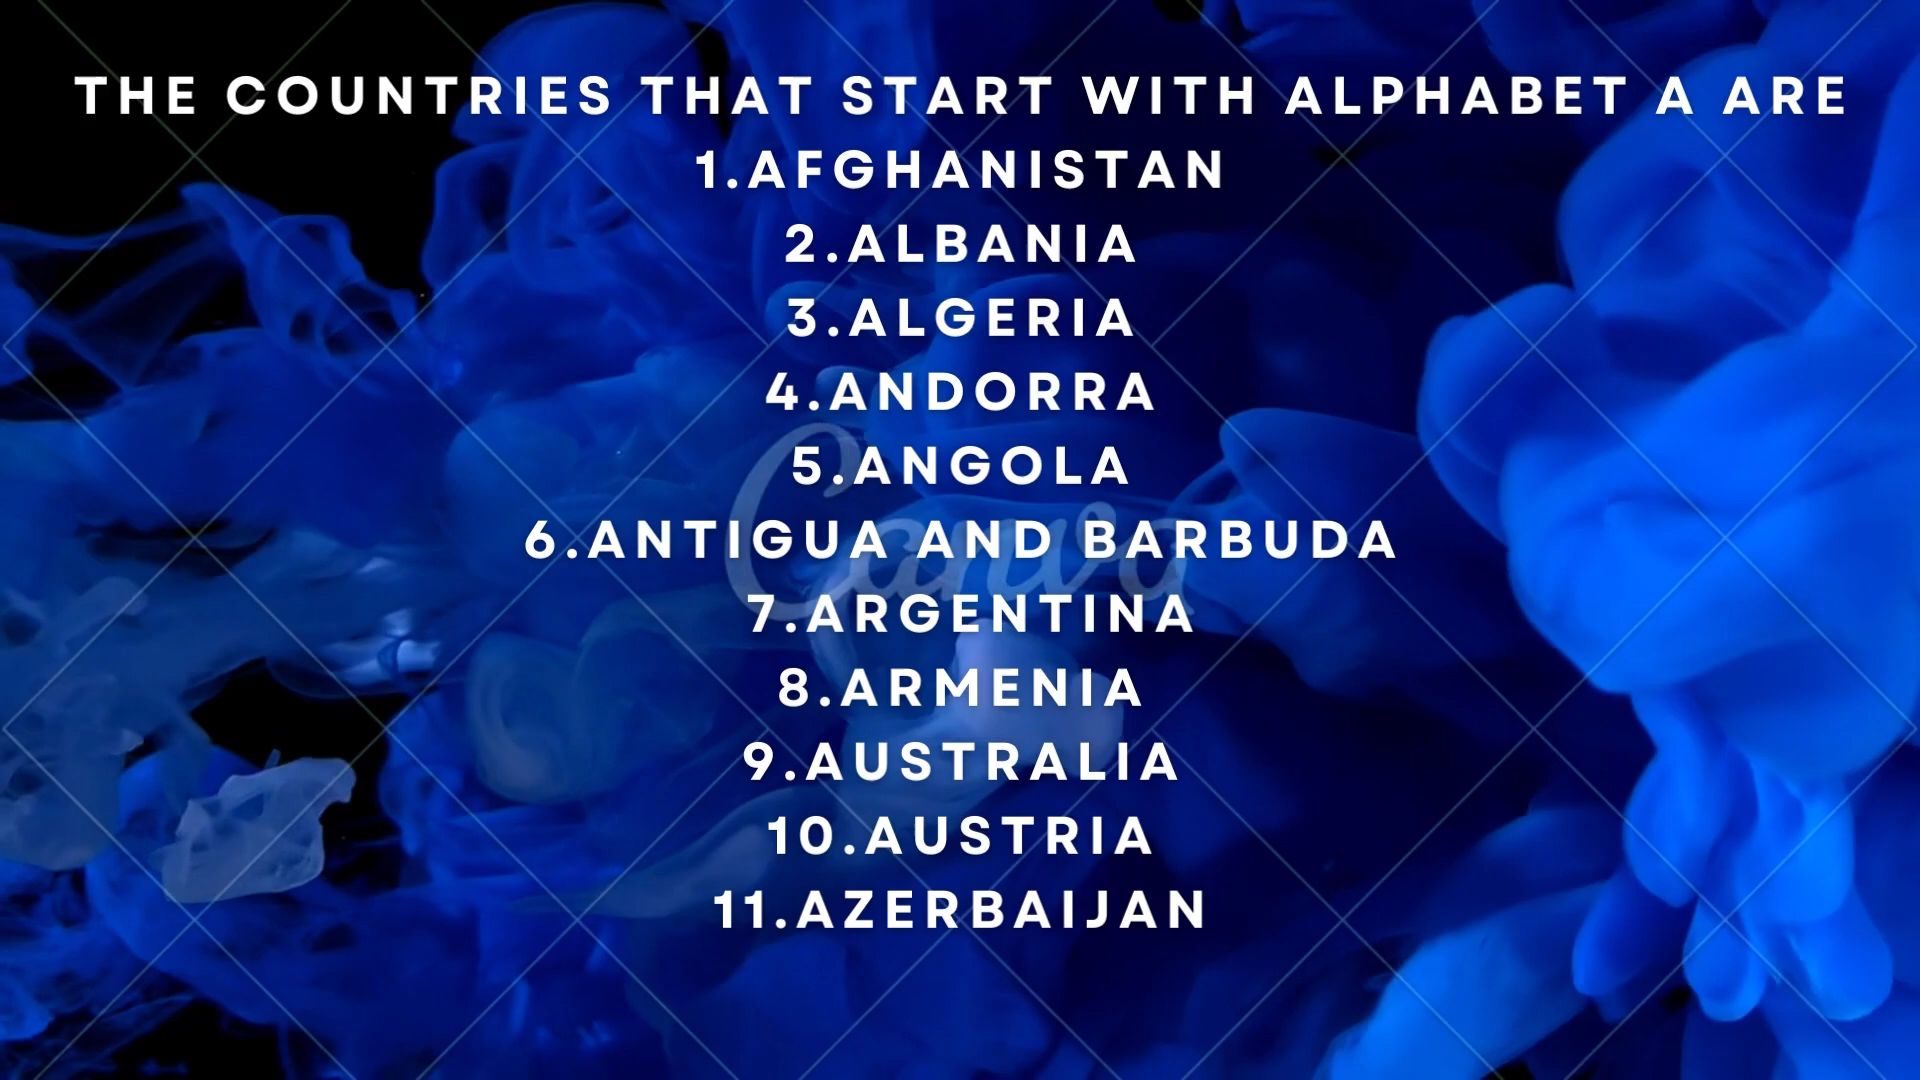 THE COUNTRIES THAT START WITH ALPHABET A ARE
1.AFGHANISTAN
2.ALBANIA
3.ALGERIA
4.ANDORRA
5.ANGOLA
6.ANTIGUA AND BARBUDA
7.ARGENTINA
8.ARMENIA
9.AUSTRALIA
10.AUSTRIA
11.AZERBAIJAN
Canva